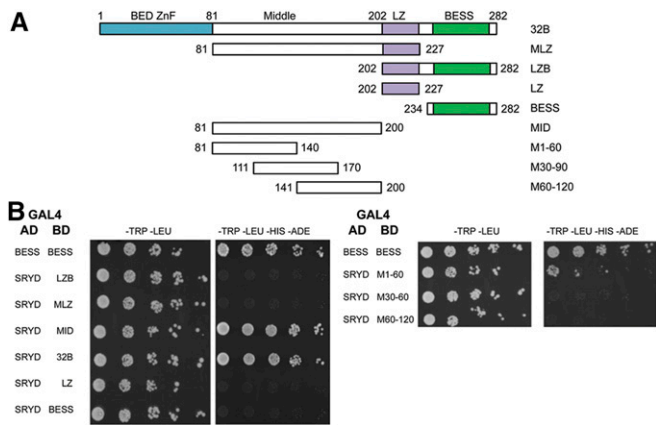 A
1 BED ZnF 81 Middle 202 LZ BESS 282
32B
81 227 MLZ
202 282 LZB
202 227 LZ
234 282 BESS
81 200 MID
81 140 M1-60
111 170 M30-90
141 200 M60-120
B GAL4
AD BD -TRP -LEU -TRP -LEU -HIS -ADE
BESS BESS
SRYD LZB
SRYD MLZ
SRYD MID
SRYD 32B
SRYD LZ
SRYD BESS
GAL4
AD BD -TRP -LEU -TRP -LEU -HIS -ADE
BESS BESS
SRYD M1-60
SRYD M30-60
SRYD M60-120